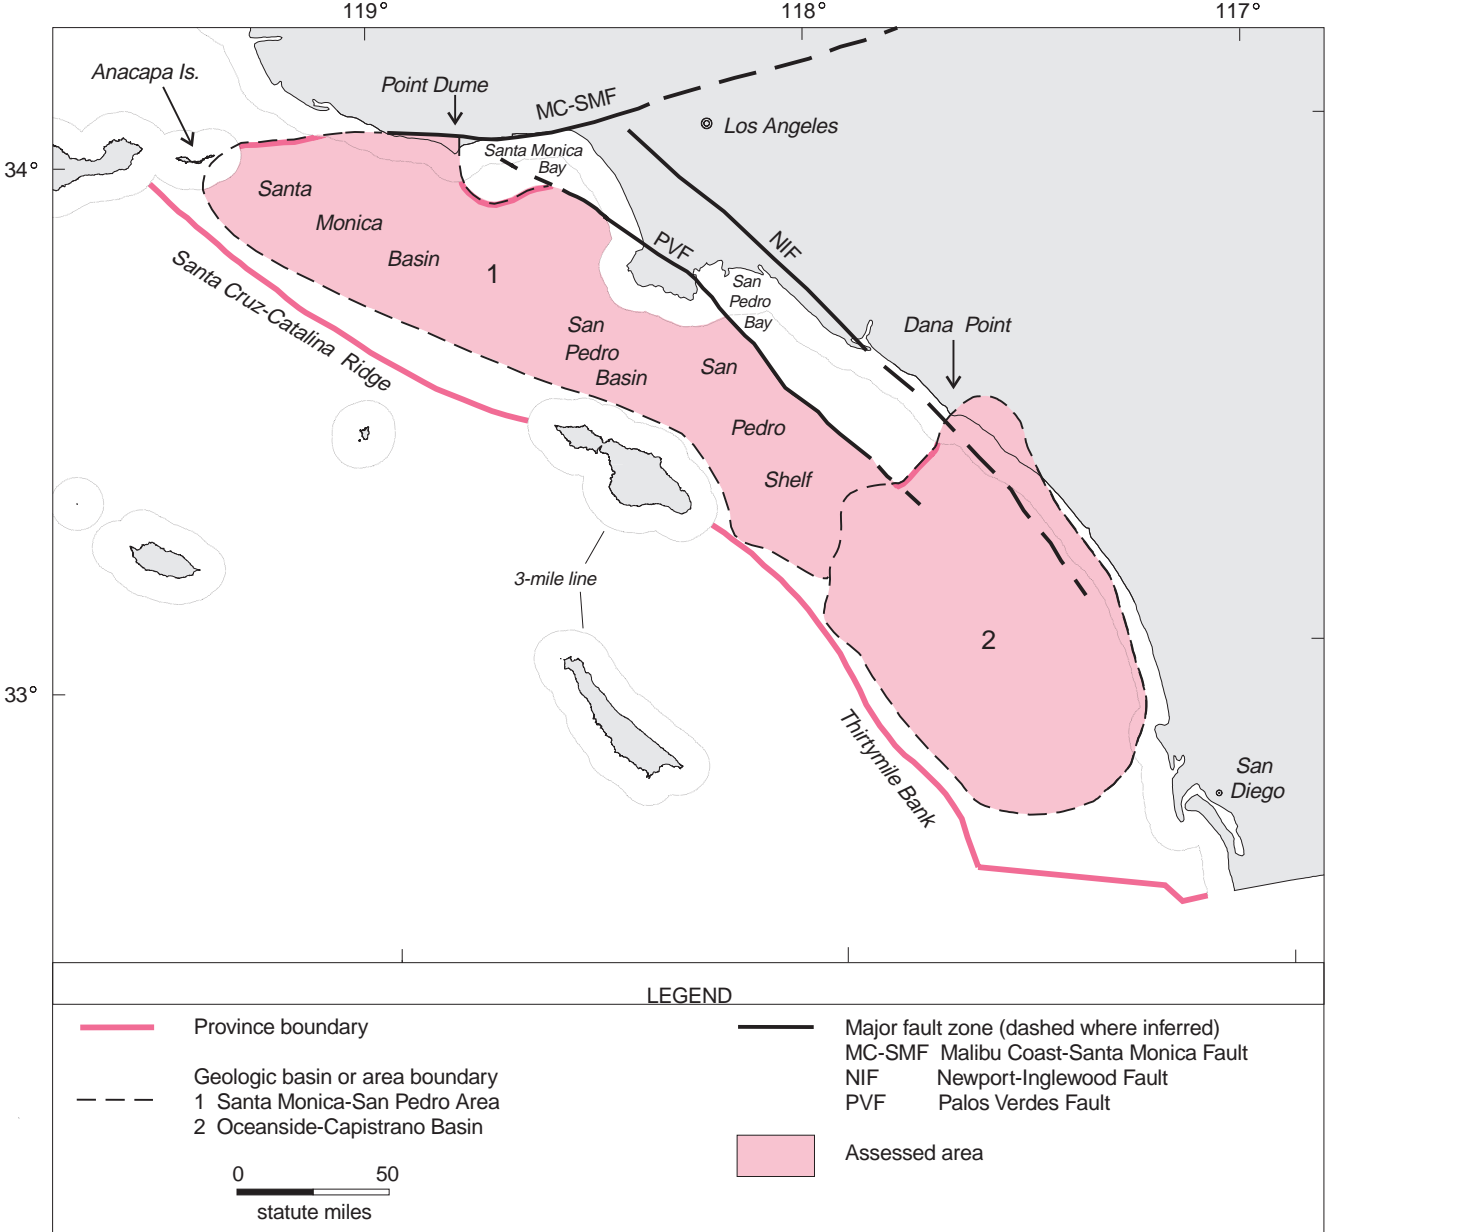 119°
118°
117°
Anacapa Is.
Point Dume
MC-SMF
Los Angeles
34°
Santa Monica
Bay
Santa
Monica
Basin
1
PVF
NIF
San
Pedro
Bay
Santa Cruz-Catalina Ridge
San
Pedro
Basin
San
Pedro
Shelf
Dana Point
3-mile line
2
33°
Thirtymile Bank
San
Diego
LEGEND
Province boundary
Geologic basin or area boundary
1 Santa Monica-San Pedro Area
2 Oceanside-Capistrano Basin
0 50
statute miles
Major fault zone (dashed where inferred)
MC-SMF Malibu Coast-Santa Monica Fault
NIF Newport-Inglewood Fault
PVF Palos Verdes Fault
Assessed area